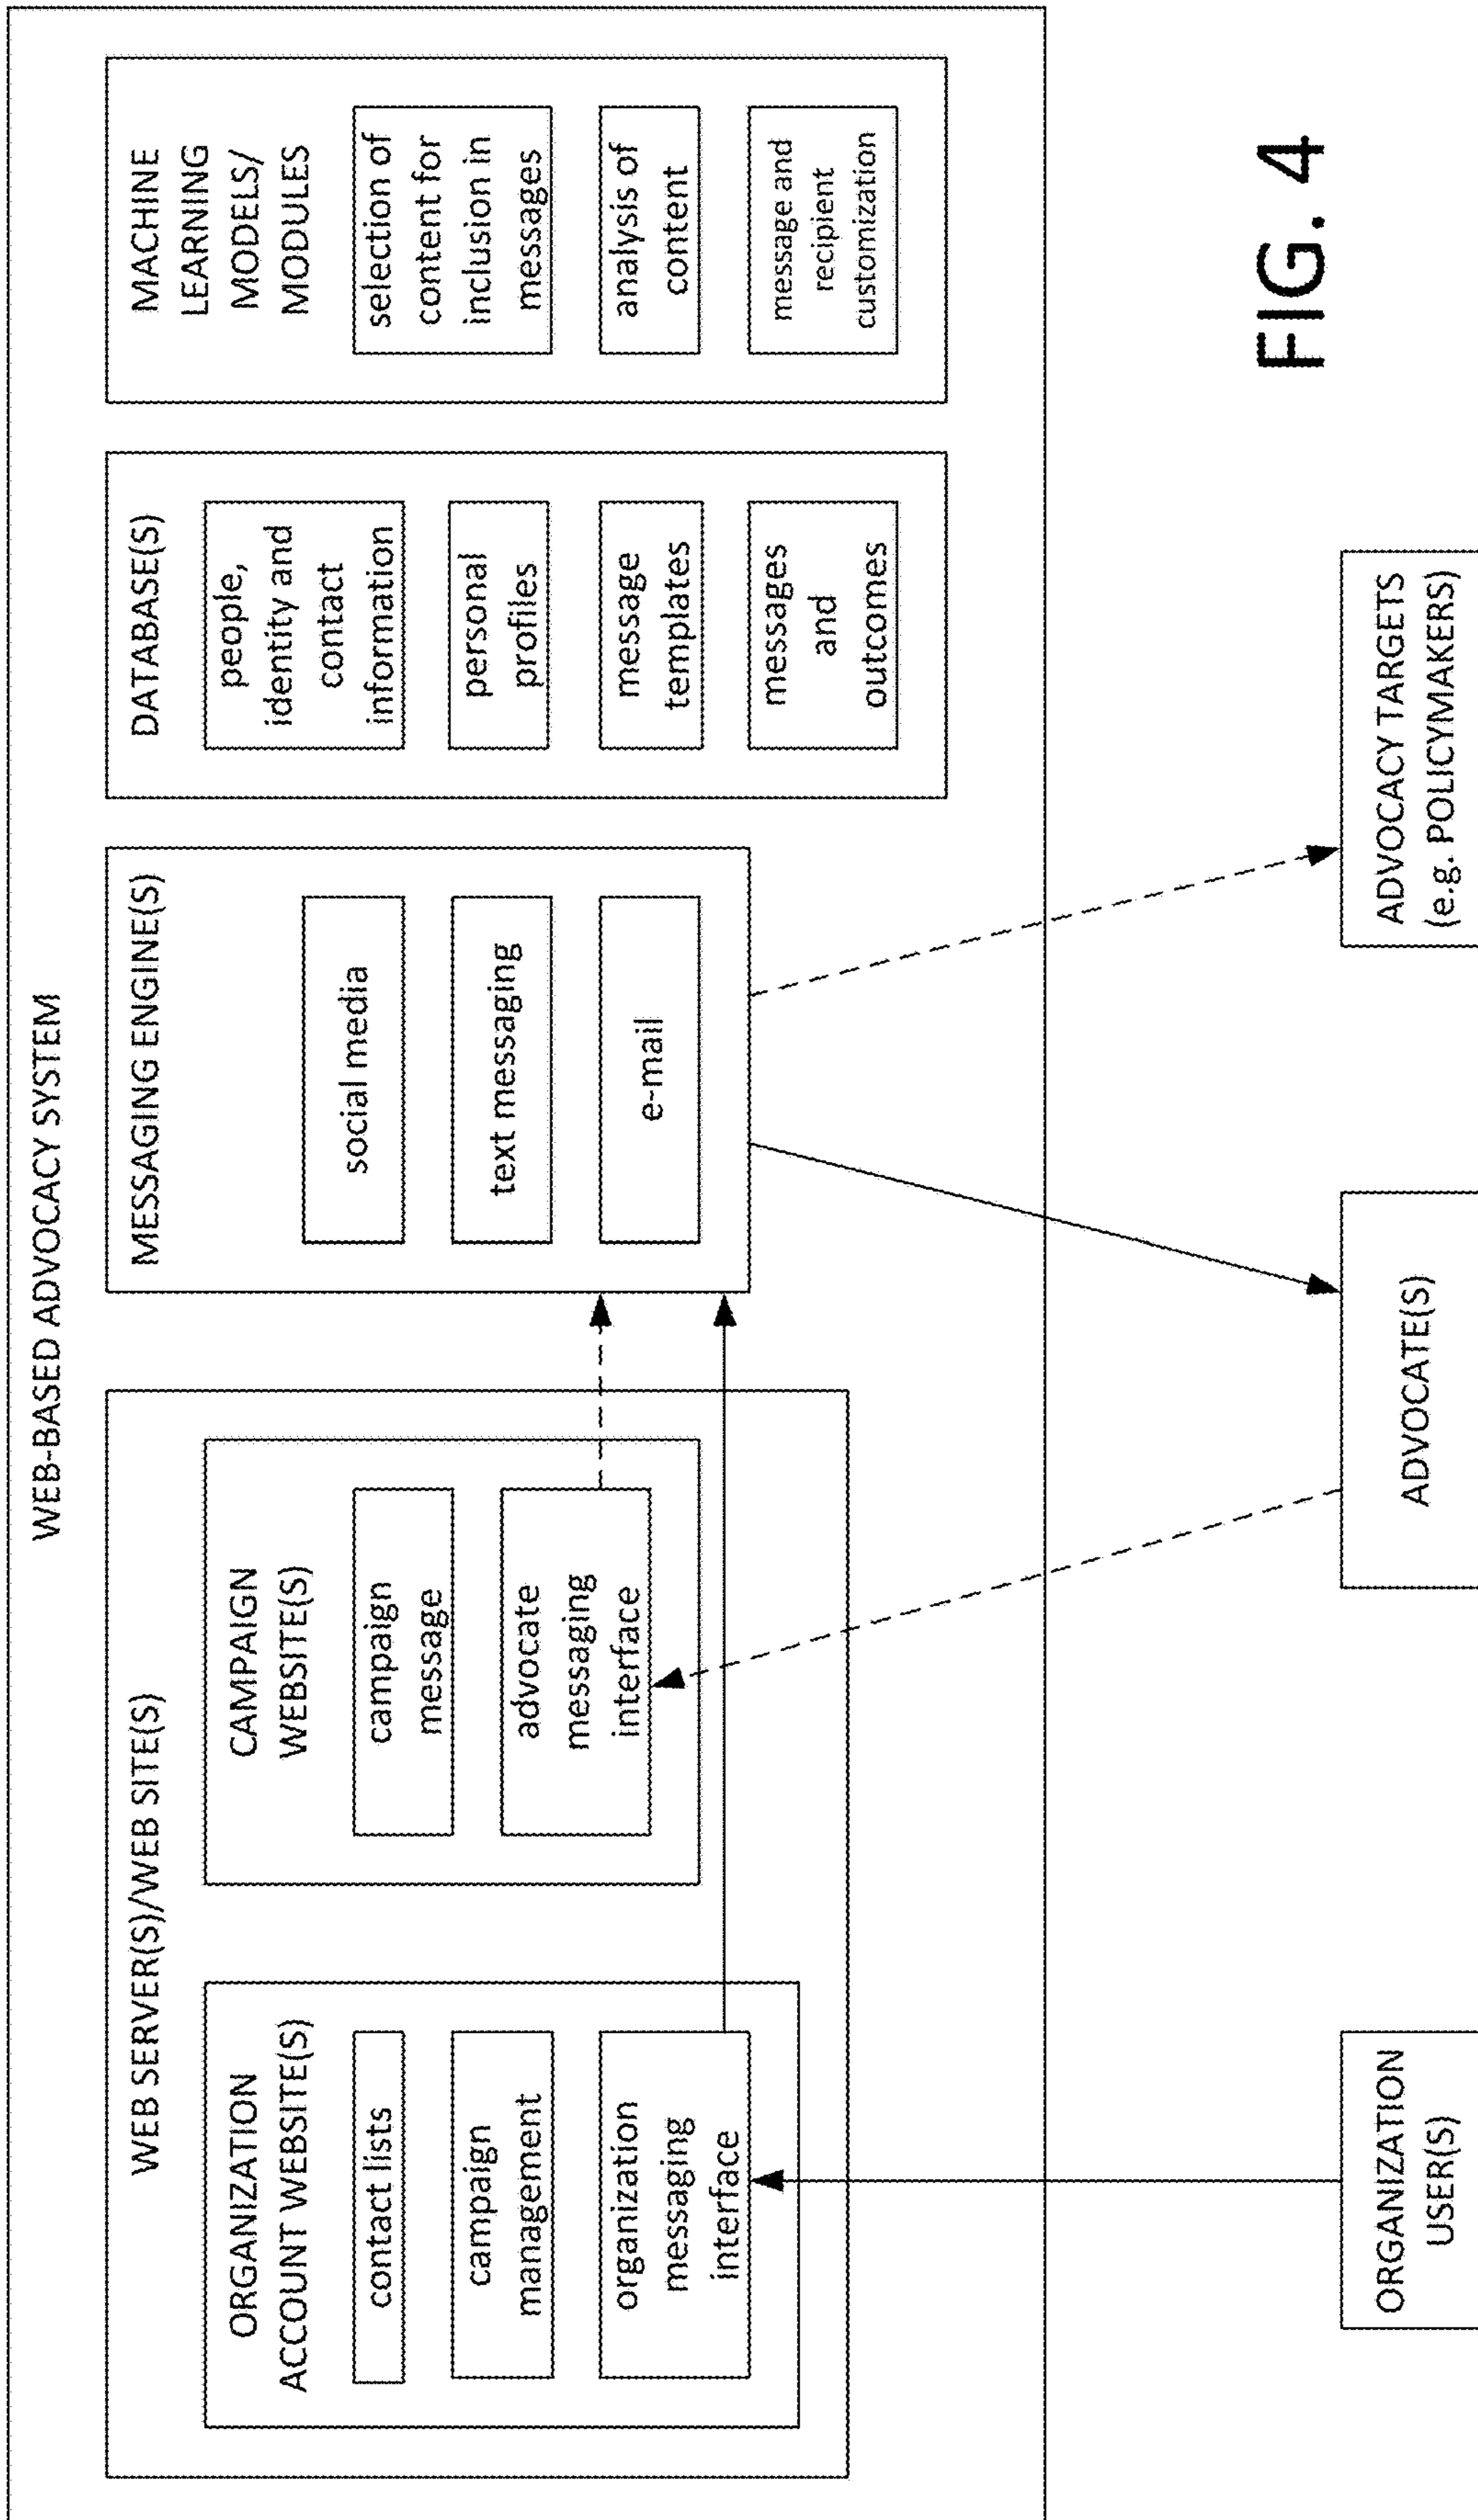 WEB-BASED ADVOCACY SYSTEM
WEB SERVER(S)/WEB SITE(S)
ORGANIZATION
ACCOUNT WEBSITE(S)
contact lists
campaign
management
organization
messaging
interface
CAMPAIGN
WEBSITE(S)
campaign
message
advocate
messaging
interface
MESSAGING ENGINE(S)
social media
text messaging
e-mail
DATABASE(S)
people,
identity and
contact
information
personal
profiles
message
templates
messages
and
outcomes
MACHINE
LEARNING
MODELS/
MODULES
selection of
content for
inclusion in
messages
analysis of
content
message and
recipient
customization
ORGANIZATION
USER(S)
ADVOCATE(S)
ADVOCACY TARGETS
(e.g. POLICYMAKERS)
FIG. 4